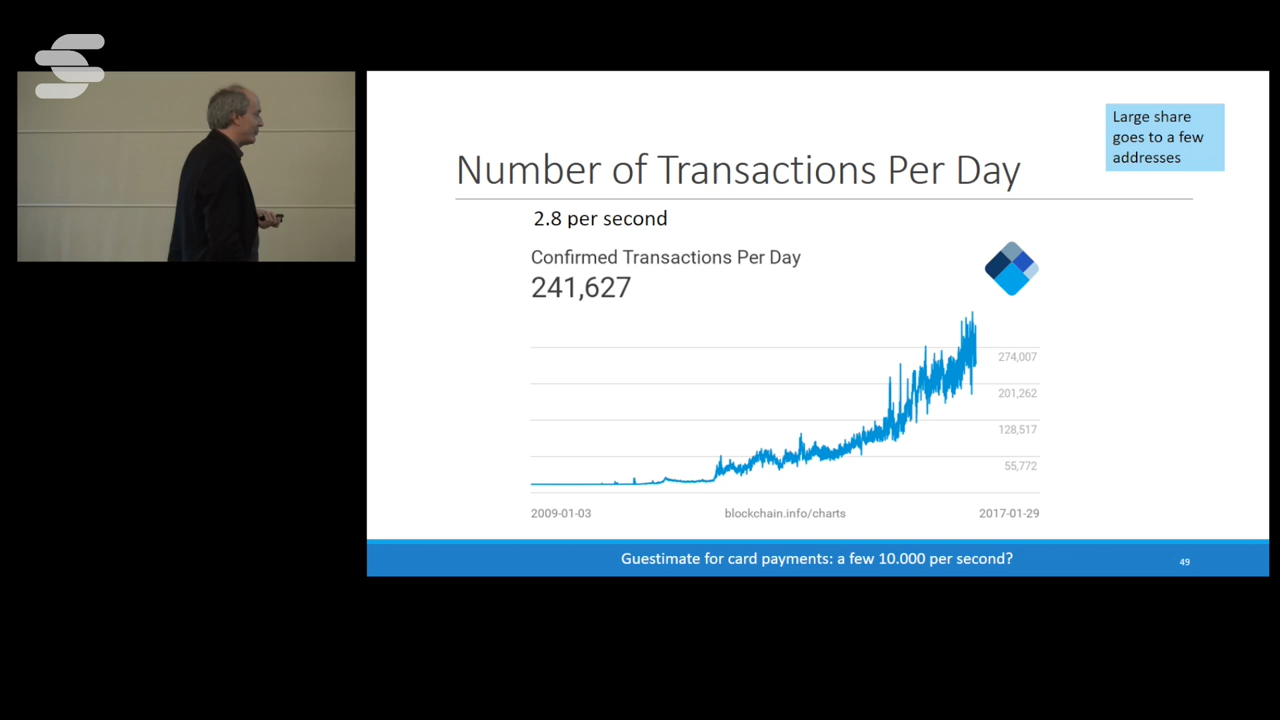 Large share
goes to a few
addresses
Number of Transactions Per Day
2.8 per second
Confirmed Transactions Per Day
241,627
274,007
201,262
128,517
55,772
2009-01-03
blockchain.info/charts
2017-01-29
Guestimate for card payments: a few 10.000 per second?
49